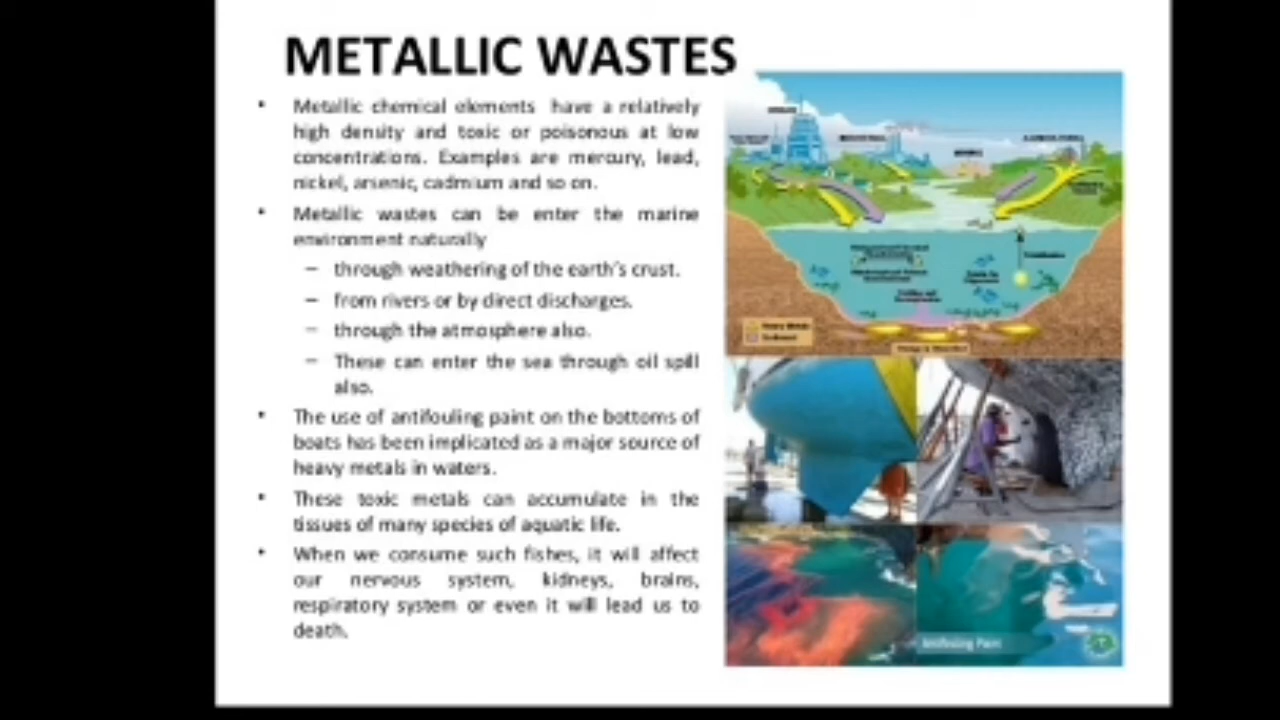 METALLIC WASTES
• Metallic chemical elements have a relatively
high density and toxic or poisonous at low
concentrations. Examples are mercury, lead,
nickel, arsenic, cadmium and so on.
• Metallic wastes can be enter the marine
environment naturally
– through weathering of the earth's crust.
– from rivers or by direct discharges.
– through the atmosphere also.
– These can enter the sea through oil spill
also.
• The use of antifouling paint on the bottoms of
boats has been implicated as a major source of
heavy metals in waters.
• These toxic metals can accumulate in the
tissues of many species of aquatic life.
• When we consume such fishes, it will affect
our nervous system, kidneys, brains,
respiratory system or even it will lead us to
death.
Heavy Metals
Sediment